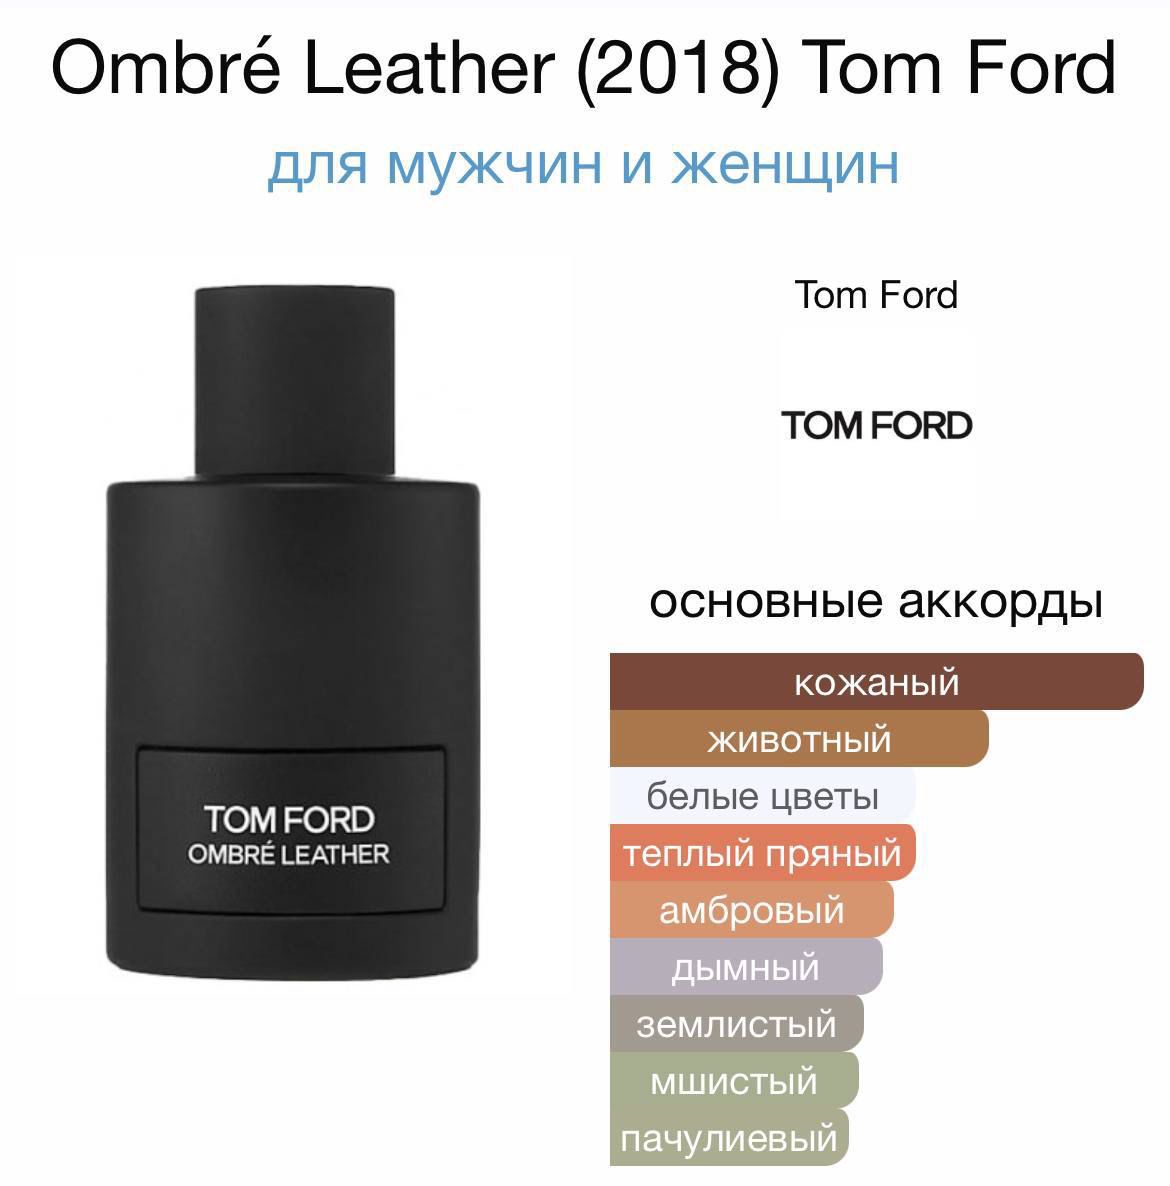 Ombré Leather (2018) Tom Ford
для мужчин и женщин
Tom Ford
TOM FORD
основные аккорды
кожаный
животный
белые цветы
теплый пряный
амбровый
дымный
землистый
мшистый
пачулиевый
TOM FORD
OMBRÉ LEATHER